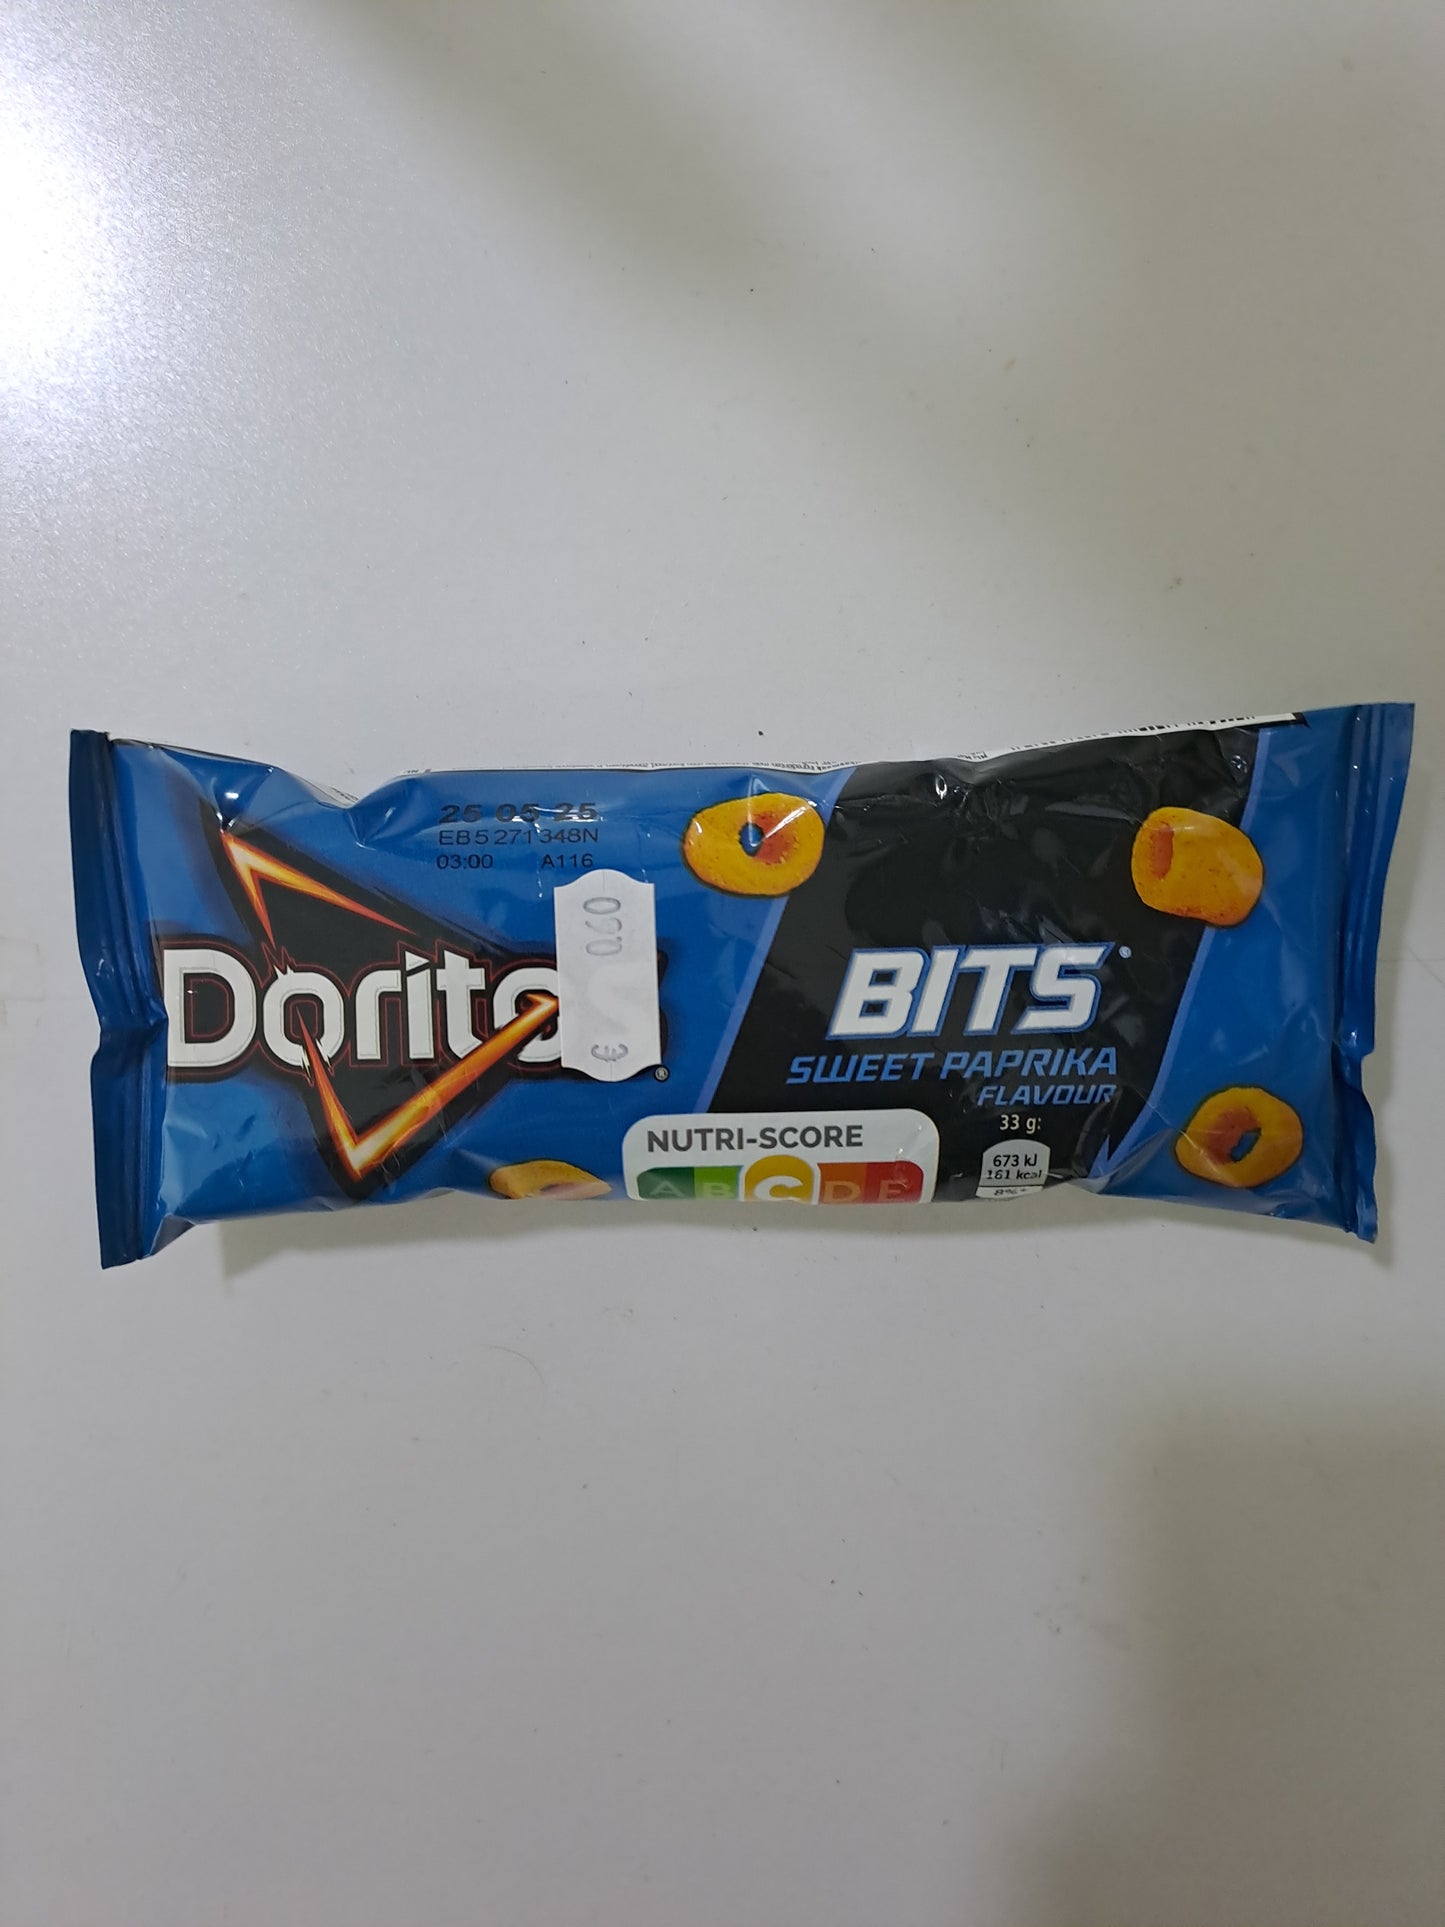 25 05 25
EB5271348N
03:00 A116
Doritos®
€ 0.60
BITS®
SWEET PAPRIKA
FLAVOUR
33 g:
673 kJ
161 kcal
8%*
NUTRI-SCORE
A B C D E